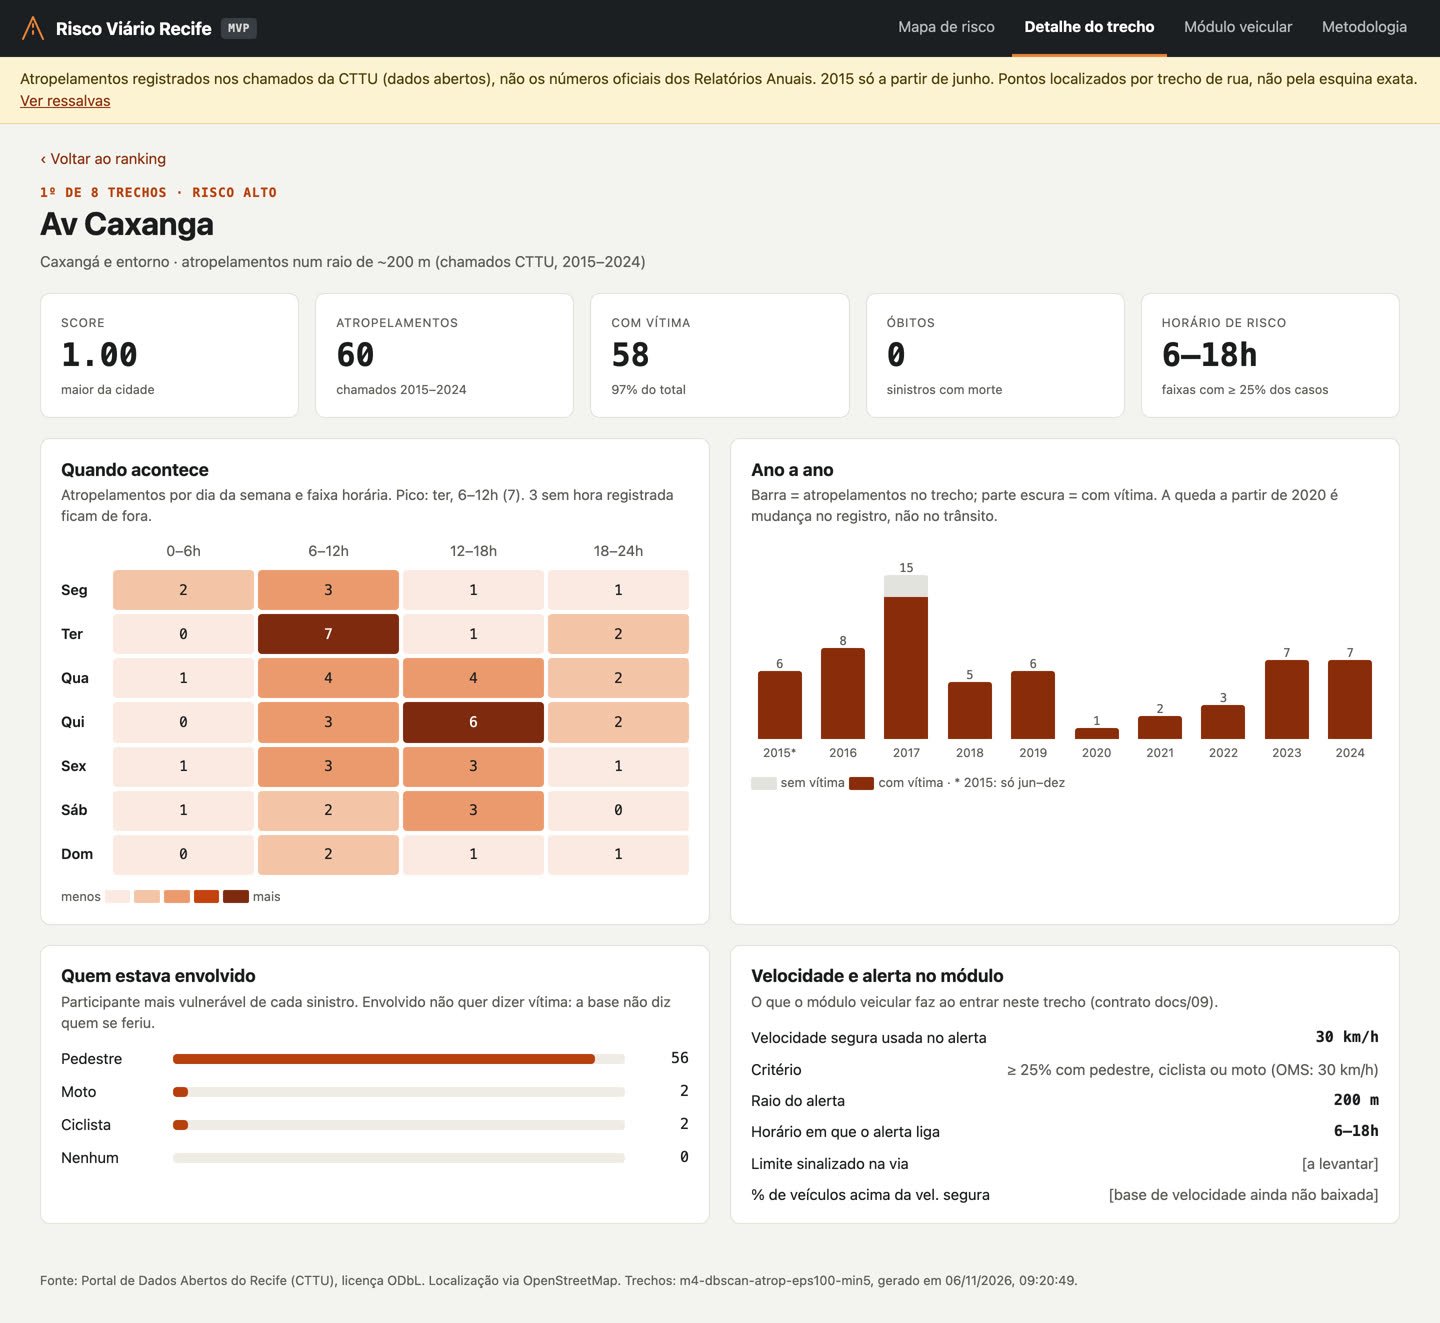 Risco Viário Recife MVP
Mapa de risco Detalhe do trecho Módulo veicular Metodologia
Atropelamentos registrados nos chamados da CTTU (dados abertos), não os números oficiais dos Relatórios Anuais. 2015 só a partir de junho. Pontos localizados por trecho de rua, não pela esquina exata.
Ver ressalvas
‹ Voltar ao ranking
1º DE 8 TRECHOS · RISCO ALTO
Av Caxanga
Caxangá e entorno · atropelamentos num raio de ~200 m (chamados CTTU, 2015–2024)
SCORE
1.00
maior da cidade
ATROPELAMENTOS
60
chamados 2015–2024
COM VÍTIMA
58
97% do total
ÓBITOS
0
sinistros com morte
HORÁRIO DE RISCO
6–18h
faixas com ≥ 25% dos casos
Quando acontece
Atropelamentos por dia da semana e faixa horária. Pico: ter, 6–12h (7). 3 sem hora registrada
ficam de fora.
0–6h 6–12h 12–18h 18–24h
Seg 2 3 1 1
Ter 0 7 1 2
Qua 1 4 4 2
Qui 0 3 6 2
Sex 1 3 3 1
Sáb 1 2 3 0
Dom 0 2 1 1
menos mais
Ano a ano
Barra = atropelamentos no trecho; parte escura = com vítima. A queda a partir de 2020 é
mudança no registro, não no trânsito.
6 8 15 5 6 1 2 3 7 7
2015* 2016 2017 2018 2019 2020 2021 2022 2023 2024
sem vítima com vítima · * 2015: só jun–dez
Quem estava envolvido
Participante mais vulnerável de cada sinistro. Envolvido não quer dizer vítima: a base não diz
quem se feriu.
Pedestre 56
Moto 2
Ciclista 2
Nenhum 0
Velocidade e alerta no módulo
O que o módulo veicular faz ao entrar neste trecho (contrato docs/09).
Velocidade segura usada no alerta 30 km/h
Critério ≥ 25% com pedestre, ciclista ou moto (OMS: 30 km/h)
Raio do alerta 200 m
Horário em que o alerta liga 6–18h
Limite sinalizado na via [a levantar]
% de veículos acima da vel. segura [base de velocidade ainda não baixada]
Fonte: Portal de Dados Abertos do Recife (CTTU), licença ODbL. Localização via OpenStreetMap. Trechos: m4-dbscan-atrop-eps100-min5, gerado em 06/11/2026, 09:20:49.